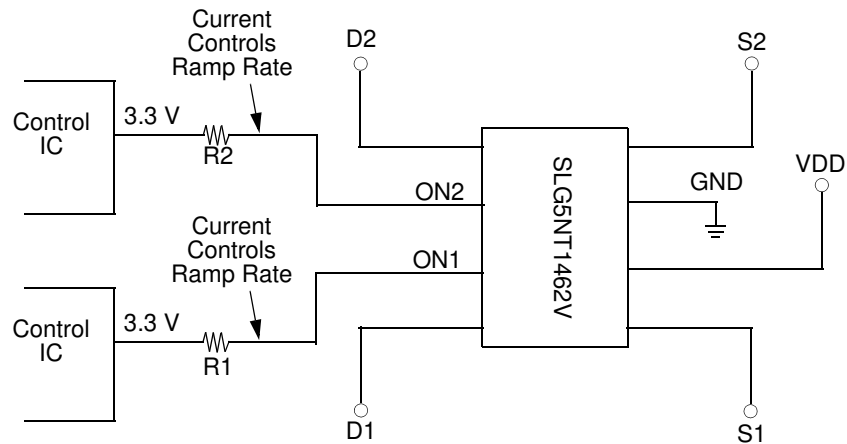 Current
Controls
Ramp Rate
D2
S2
Control
IC
3.3 V
R2
SLG5NT1462V
GND
VDD
ON2
Current
Controls
Ramp Rate
ON1
Control
IC
3.3 V
R1
D1
S1